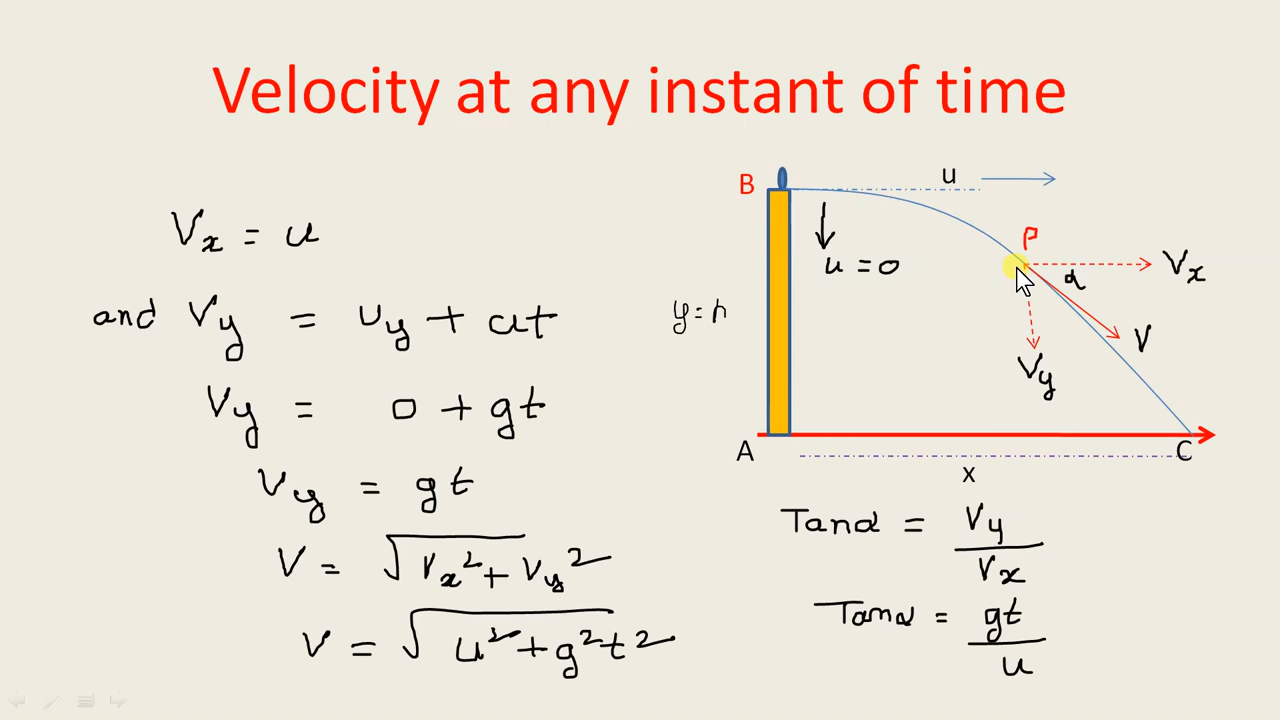 Velocity at any instant of time
Vx = u
and Vy = uy + at
Vy = 0 + gt
Vy = gt
V = √Vx² + Vy²
V = √u² + g²t²
B
u
u = 0
P
Vx
α
y = h
V
Vy
A
C
x
Tanα = Vy / Vx
Tanα = gt / u